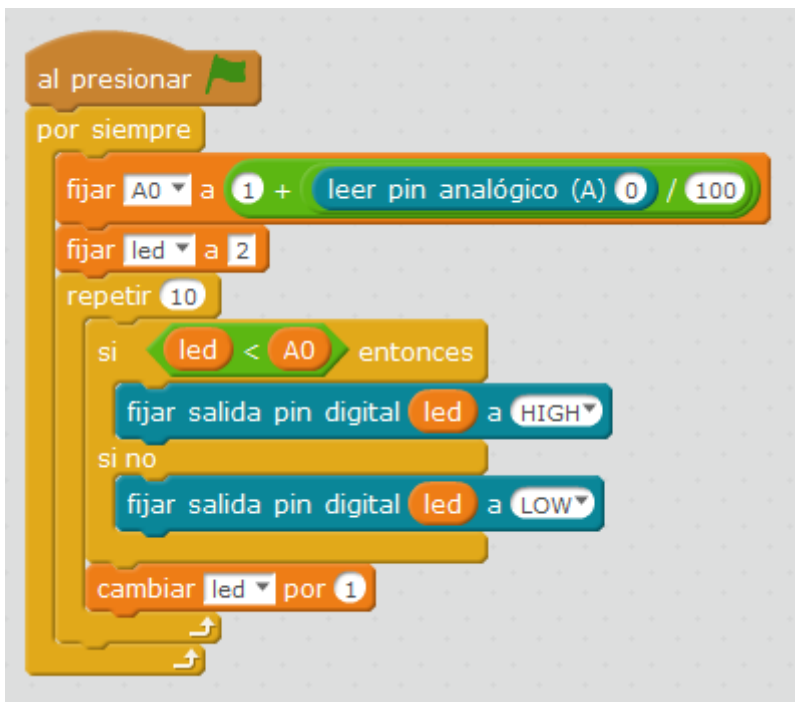 al presionar
por siempre
fijar A0 a 1 + leer pin analógico (A) 0 / 100
fijar led a 2
repetir 10
si led < A0 entonces
fijar salida pin digital led a HIGH
si no
fijar salida pin digital led a LOW
cambiar led por 1